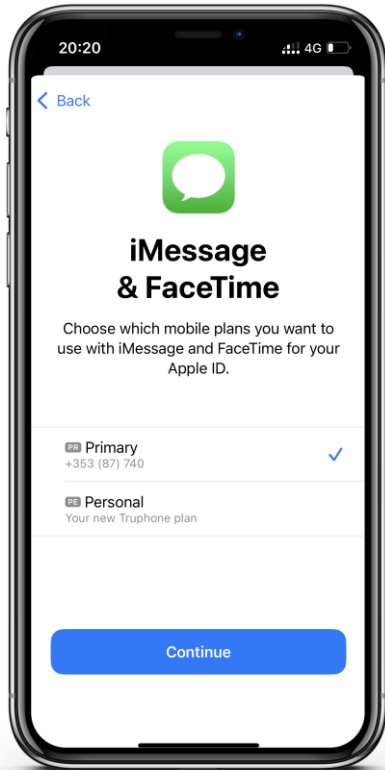 20:20
4G
Back
iMessage
& FaceTime
Choose which mobile plans you want to
use with iMessage and FaceTime for your
Apple ID.
PR Primary
+353 (87) 740
PE Personal
Your new Truphone plan
Continue